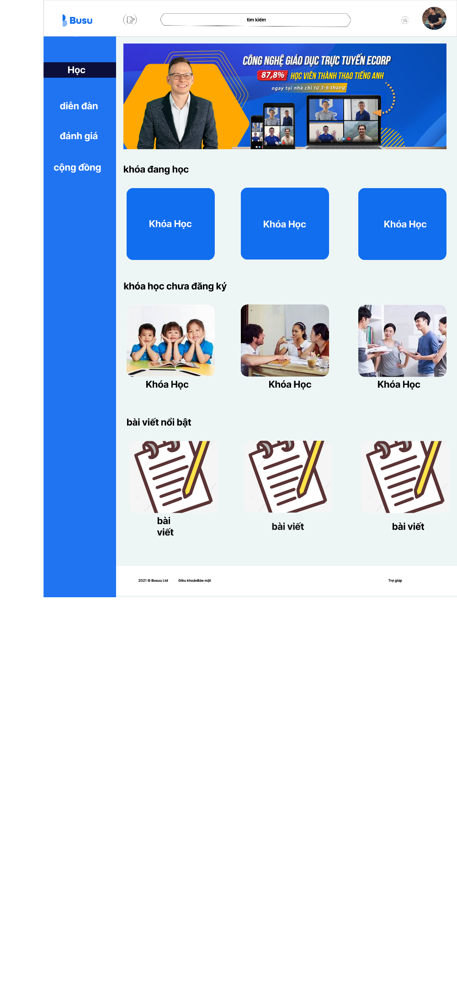 Busu
tìm kiếm
Học
diễn đàn
đánh giá
cộng đồng
CÔNG NGHỆ GIÁO DỤC TRỰC TUYẾN ECORP
87,8% HỌC VIÊN THÀNH THẠO TIẾNG ANH
ngay tại nhà chỉ từ 3-6 tháng
khóa đang học
Khóa Học
Khóa Học
Khóa Học
khóa học chưa đăng ký
Khóa Học
Khóa Học
Khóa Học
bài viết nổi bật
bài
viết
bài viết
bài viết
2021 © Busuu Ltd
Điều khoảnBảo mật
Trợ giúp